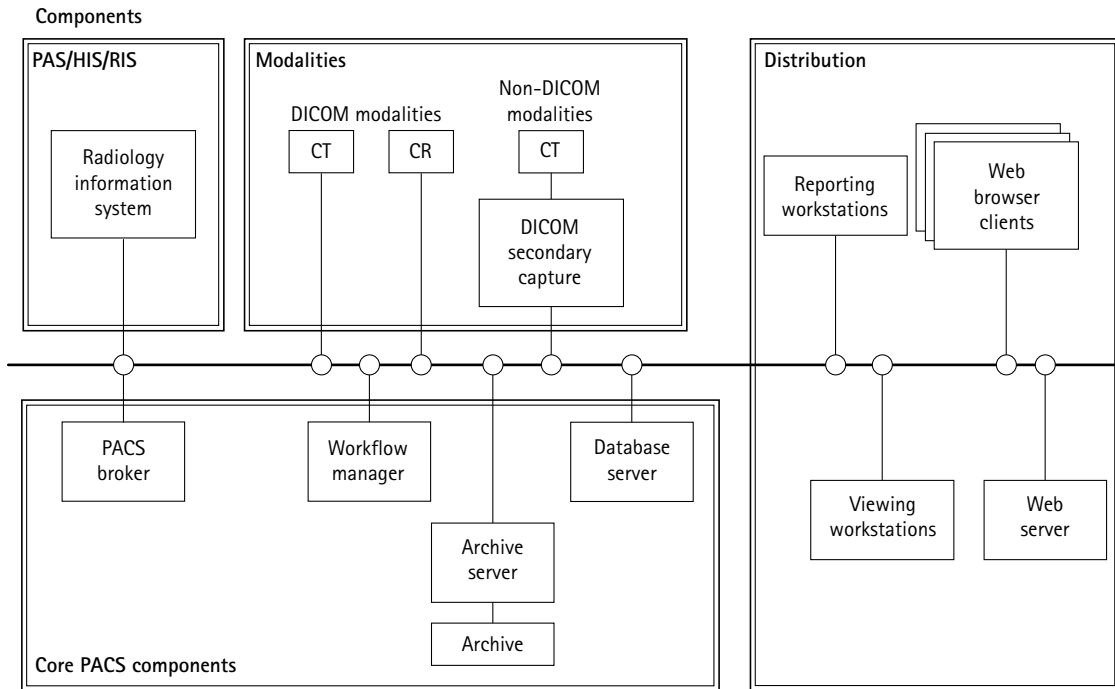 Components
PAS/HIS/RIS
Radiology
information
system
Modalities
DICOM modalities
CT
CR
Non-DICOM
modalities
CT
DICOM
secondary
capture
Distribution
Reporting
workstations
Web
browser
clients
PACS
broker
Workflow
manager
Database
server
Archive
server
Archive
Core PACS components
Viewing
workstations
Web
server